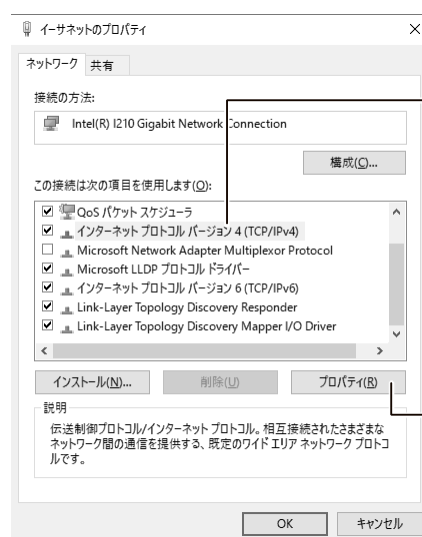 イーサネットのプロパティ
ネットワーク 共有
接続の方法:
Intel(R) I210 Gigabit Network Connection
構成(C)...
この接続は次の項目を使用します(O):
QoS パケット スケジューラ
インターネット プロトコル バージョン 4 (TCP/IPv4)
Microsoft Network Adapter Multiplexor Protocol
Microsoft LLDP プロトコル ドライバー
インターネット プロトコル バージョン 6 (TCP/IPv6)
Link-Layer Topology Discovery Responder
Link-Layer Topology Discovery Mapper I/O Driver
インストール(N)... 削除(U) プロパティ(R)
説明
伝送制御プロトコル/インターネット プロトコル。相互接続されたさまざまな
ネットワーク間の通信を提供する、既定のワイド エリア ネットワーク プロトコ
ルです。
OK キャンセル